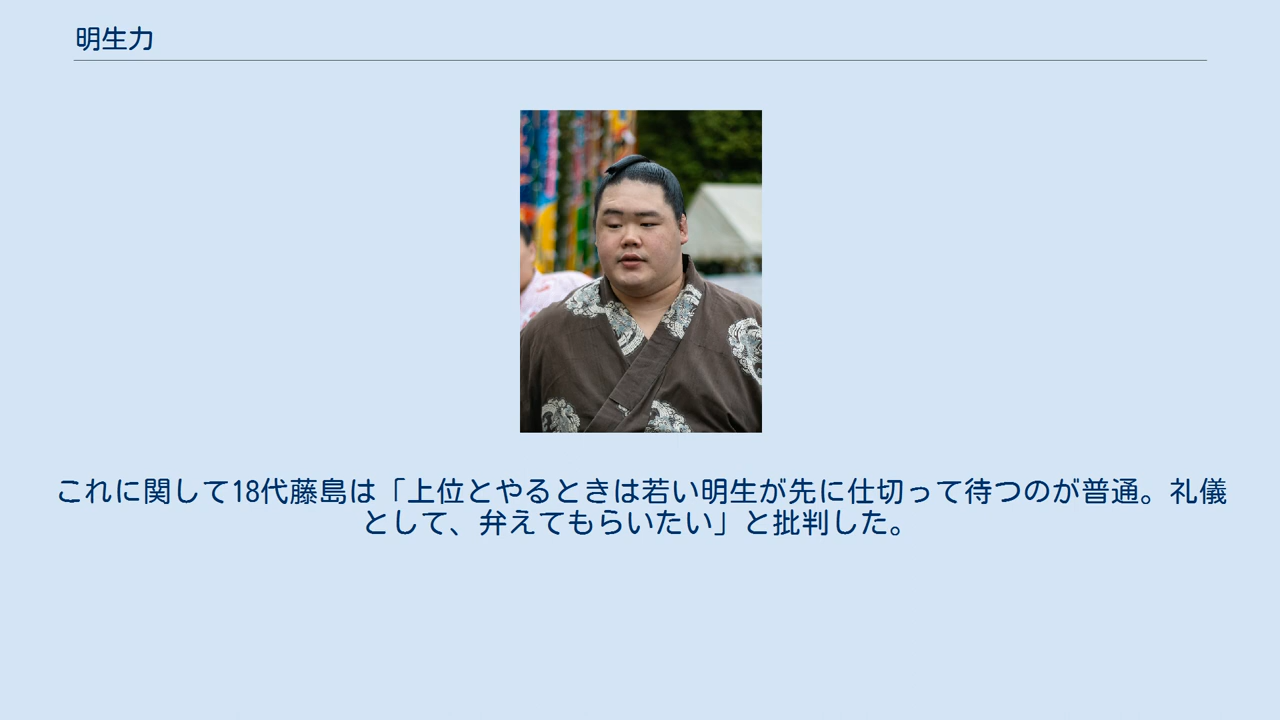 明生力
これに関して18代藤島は「上位とやるときは若い明生が先に仕切って待つのが普通。礼儀
として、弁えてもらいたい」と批判した。